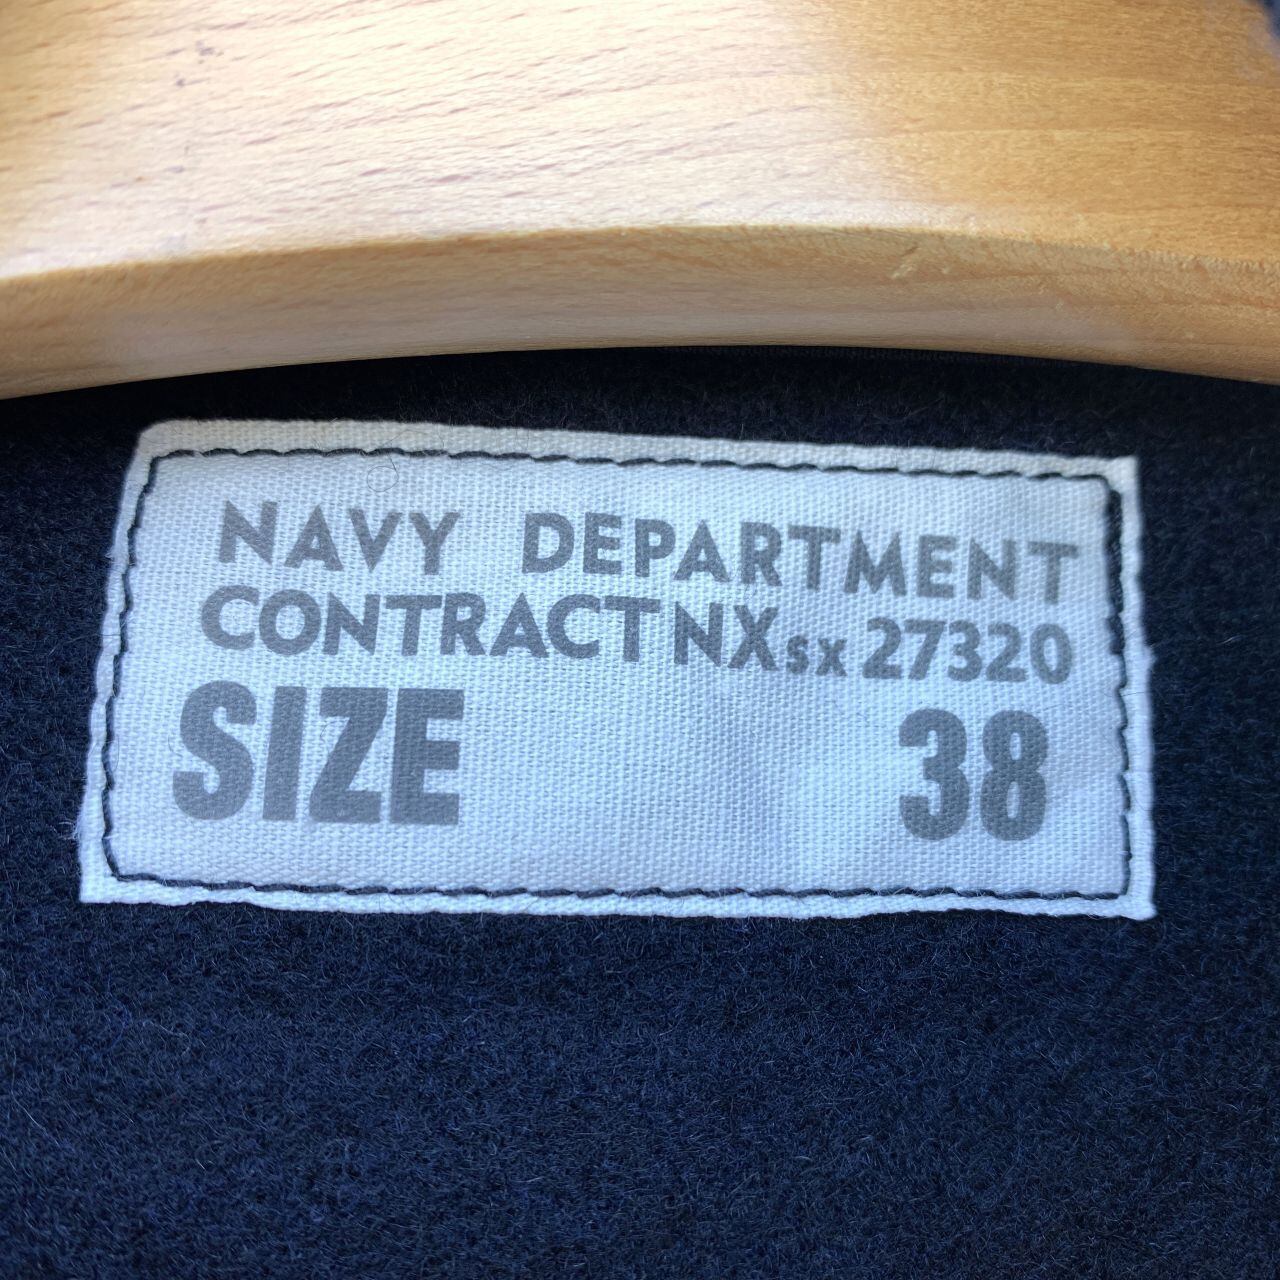 NAVY DEPARTMENT
CONTRACT NXsx 27320
SIZE 38